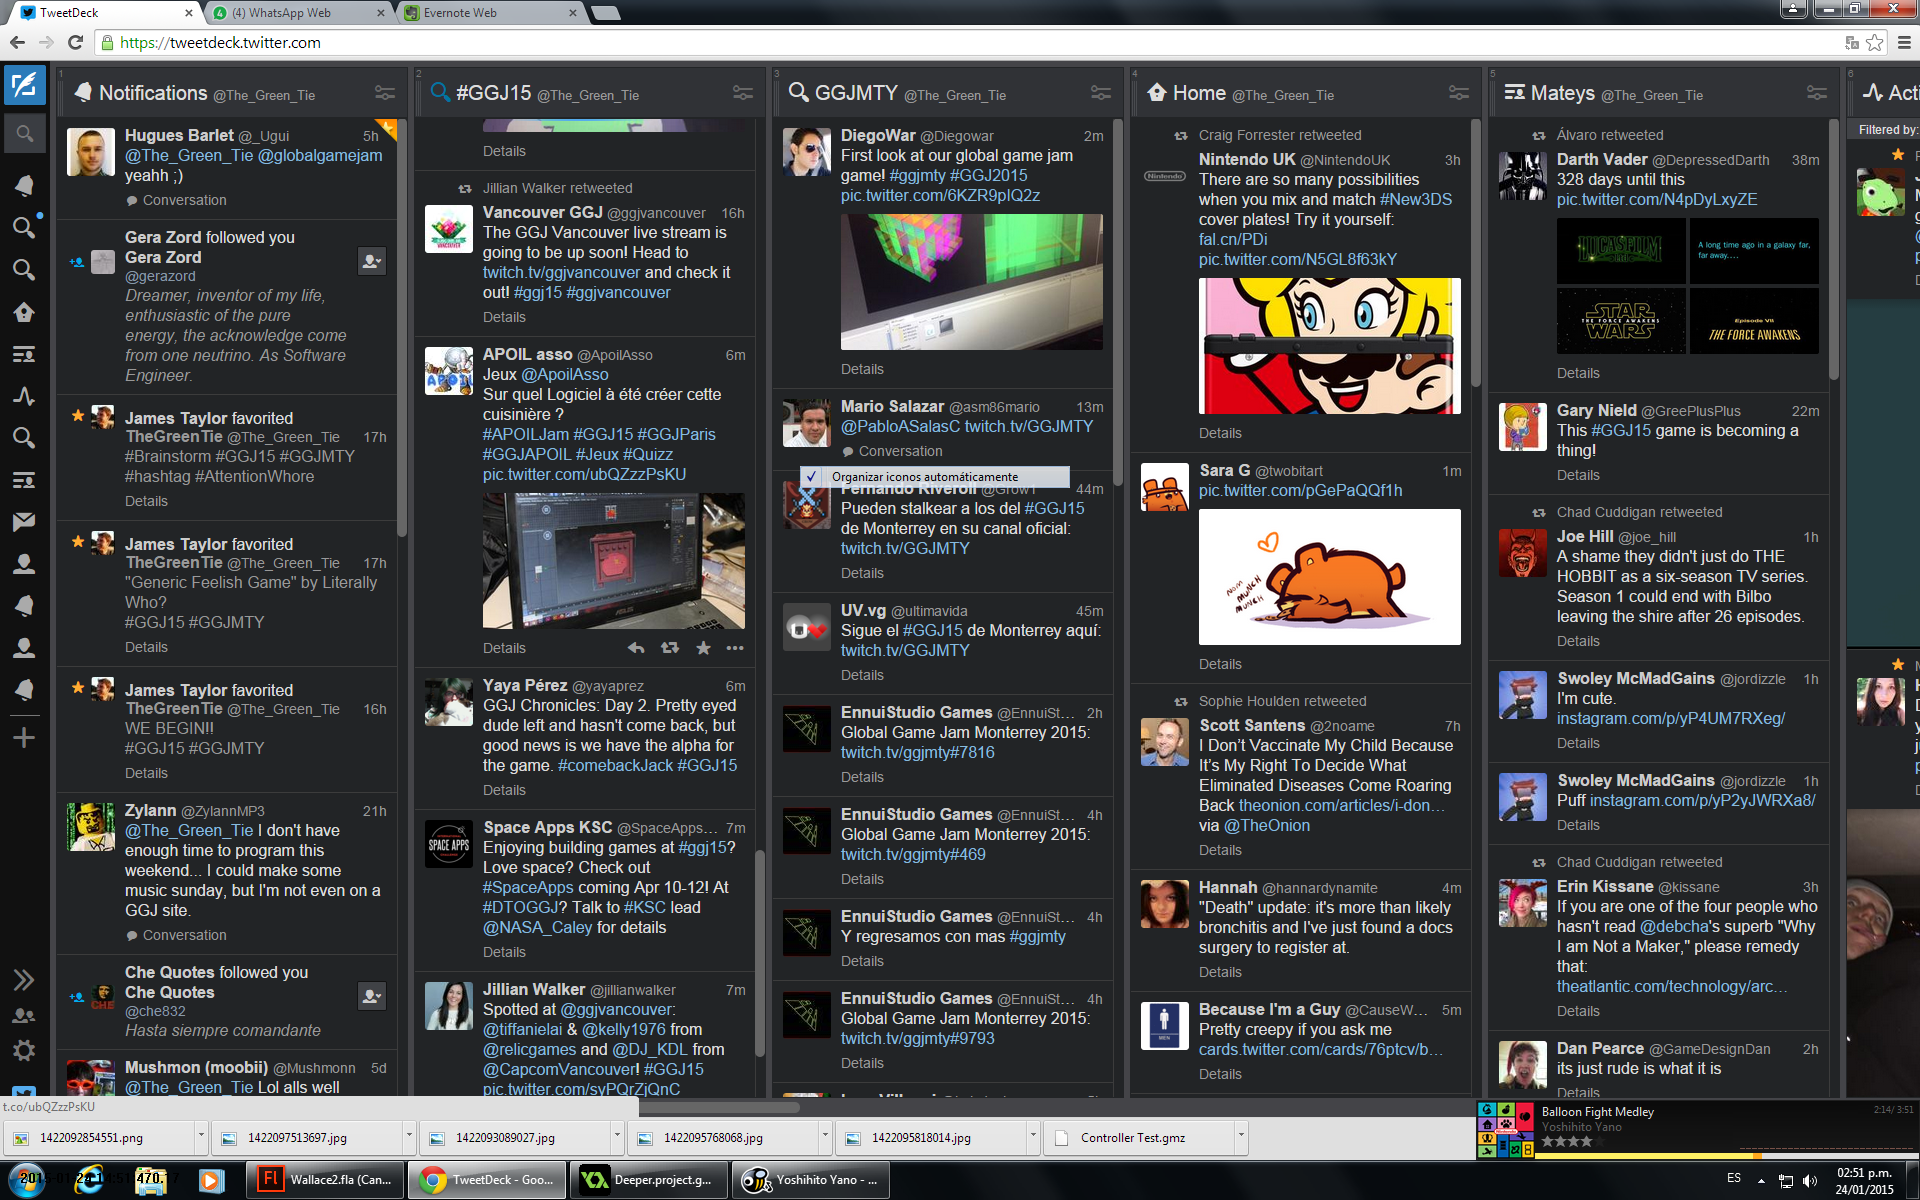 TweetDeck
(4) WhatsApp Web
Evernote Web
https://tweetdeck.twitter.com
1
Notifications @The_Green_Tie
Hugues Barlet @_Ugui 5h
@The_Green_Tie @globalgamejam
yeahh ;)
Conversation
Gera Zord followed you
Gera Zord
@gerazord
Dreamer, inventor of my life,
enthusiastic of the pure
energy, the acknowledge come
from one neutrino. As Software
Engineer.
James Taylor favorited
TheGreenTie @The_Green_Tie 17h
#Brainstorm #GGJ15 #GGJMTY
#hashtag #AttentionWhore
Details
James Taylor favorited
TheGreenTie @The_Green_Tie 17h
"Generic Feelish Game" by Literally
Who?
#GGJ15 #GGJMTY
Details
James Taylor favorited
TheGreenTie @The_Green_Tie 16h
WE BEGIN!!
#GGJ15 #GGJMTY
Details
Zylann @ZylannMP3 21h
@The_Green_Tie I don't have
enough time to program this
weekend... I could make some
music sunday, but I'm not even on a
GGJ site.
Conversation
Che Quotes followed you
Che Quotes
@che832
Hasta siempre comandante
Mushmon (moobii) @Mushmonn 5d
@The_Green_Tie Lol alls well
2
#GGJ15 @The_Green_Tie
Details
Jillian Walker retweeted
Vancouver GGJ @ggjvancouver 16h
The GGJ Vancouver live stream is
going to be up soon! Head to
twitch.tv/ggjvancouver and check it
out! #ggj15 #ggjvancouver
Details
APOIL asso @ApoilAsso 6m
Jeux @ApoilAsso
Sur quel Logiciel à été créer cette
cuisinière ?
#APOILJam #GGJ15 #GGJParis
#GGJAPOIL #Jeux #Quizz
pic.twitter.com/ubQZzzPsKU
Details
Yaya Pérez @yayaprez 6m
GGJ Chronicles: Day 2. Pretty eyed
dude left and hasn't come back, but
good news is we have the alpha for
the game. #comebackJack #GGJ15
Details
SPACE APPS
Space Apps KSC @SpaceApps... 7m
Enjoying building games at #ggj15?
Love space? Check out
#SpaceApps coming Apr 10-12! At
#DTOGGJ? Talk to #KSC lead
@NASA_Caley for details
Details
Jillian Walker @jillianwalker 7m
Spotted at @ggjvancouver:
@tiffanielai & @kelly1976 from
@relicgames and @DJ_KDL from
@CapcomVancouver! #GGJ15
pic.twitter.com/syPQrZjQnC
3
GGJMTY @The_Green_Tie
DiegoWar @Diegowar 2m
First look at our global game jam
game! #ggjmty #GGJ2015
pic.twitter.com/6KZR9pIQ2z
Details
Mario Salazar @asm86mario 13m
@PabloASalasC twitch.tv/GGJMTY
Conversation
Organizar iconos automáticamente
Fernando Riveroll @Grow1 44m
Pueden stalkear a los del #GGJ15
de Monterrey en su canal oficial:
twitch.tv/GGJMTY
Details
UV.vg @ultimavida 45m
Sigue el #GGJ15 de Monterrey aquí:
twitch.tv/GGJMTY
Details
EnnuiStudio Games @EnnuiSt... 2h
Global Game Jam Monterrey 2015:
twitch.tv/ggjmty#7816
Details
EnnuiStudio Games @EnnuiSt... 4h
Global Game Jam Monterrey 2015:
twitch.tv/ggjmty#469
Details
EnnuiStudio Games @EnnuiSt... 4h
Y regresamos con mas #ggjmty
Details
EnnuiStudio Games @EnnuiSt... 4h
Global Game Jam Monterrey 2015:
twitch.tv/ggjmty#9793
Details
4
Home @The_Green_Tie
Craig Forrester retweeted
Nintendo
Nintendo UK @NintendoUK 3h
There are so many possibilities
when you mix and match #New3DS
cover plates! Try it yourself:
fal.cn/PDi
pic.twitter.com/N5GL8f63kY
Details
Sara G @twobitart 1m
pic.twitter.com/pGePaQQf1h
NOM
MUNCH
MUNCH
Details
Sophie Houlden retweeted
Scott Santens @2noame 7h
I Don't Vaccinate My Child Because
It's My Right To Decide What
Eliminated Diseases Come Roaring
Back theonion.com/articles/i-don...
via @TheOnion
Details
Hannah @hannardynamite 4m
"Death" update: it's more than likely
bronchitis and I've just found a docs
surgery to register at.
Details
MEN
Because I'm a Guy @CauseW... 5m
Pretty creepy if you ask me
cards.twitter.com/cards/76ptcv/b...
Details
5
Mateys @The_Green_Tie
Álvaro retweeted
Darth Vader @DepressedDarth 38m
328 days until this
pic.twitter.com/N4pDyLxyZE
LUCASFILM
A long time ago in a galaxy far,
far away....
STAR
THE FORCE AWAKENS
WARS
Episode VII
THE FORCE AWAKENS
Details
Gary Nield @GreePlusPlus 22m
This #GGJ15 game is becoming a
thing!
Details
Chad Cuddigan retweeted
Joe Hill @joe_hill 1h
A shame they didn't just do THE
HOBBIT as a six-season TV series.
Season 1 could end with Bilbo
leaving the shire after 26 episodes.
Details
Swoley McMadGains @jordizzle 1h
I'm cute.
instagram.com/p/yP4UM7RXeg/
Details
Swoley McMadGains @jordizzle 1h
Puff instagram.com/p/yP2yJWRXa8/
Details
Chad Cuddigan retweeted
Erin Kissane @kissane 3h
If you are one of the four people who
hasn't read @debcha's superb "Why
I am Not a Maker," please remedy
that:
theatlantic.com/technology/arc...
Details
Dan Pearce @GameDesignDan 2h
its just rude is what it is
Details
6
Acti
Filtered by:
t.co/ubQZzzPsKU
1422092854551.png
1422097513697.jpg
1422093089027.jpg
1422095768068.jpg
1422095818014.jpg
Controller Test.gmz
Balloon Fight Medley
Yoshihito Yano
2:14/ 3:51
Wallace2.fla (Can...
TweetDeck - Goo...
Deeper.project.g...
Yoshihito Yano - ...
ES
02:51 p.m.
24/01/2015